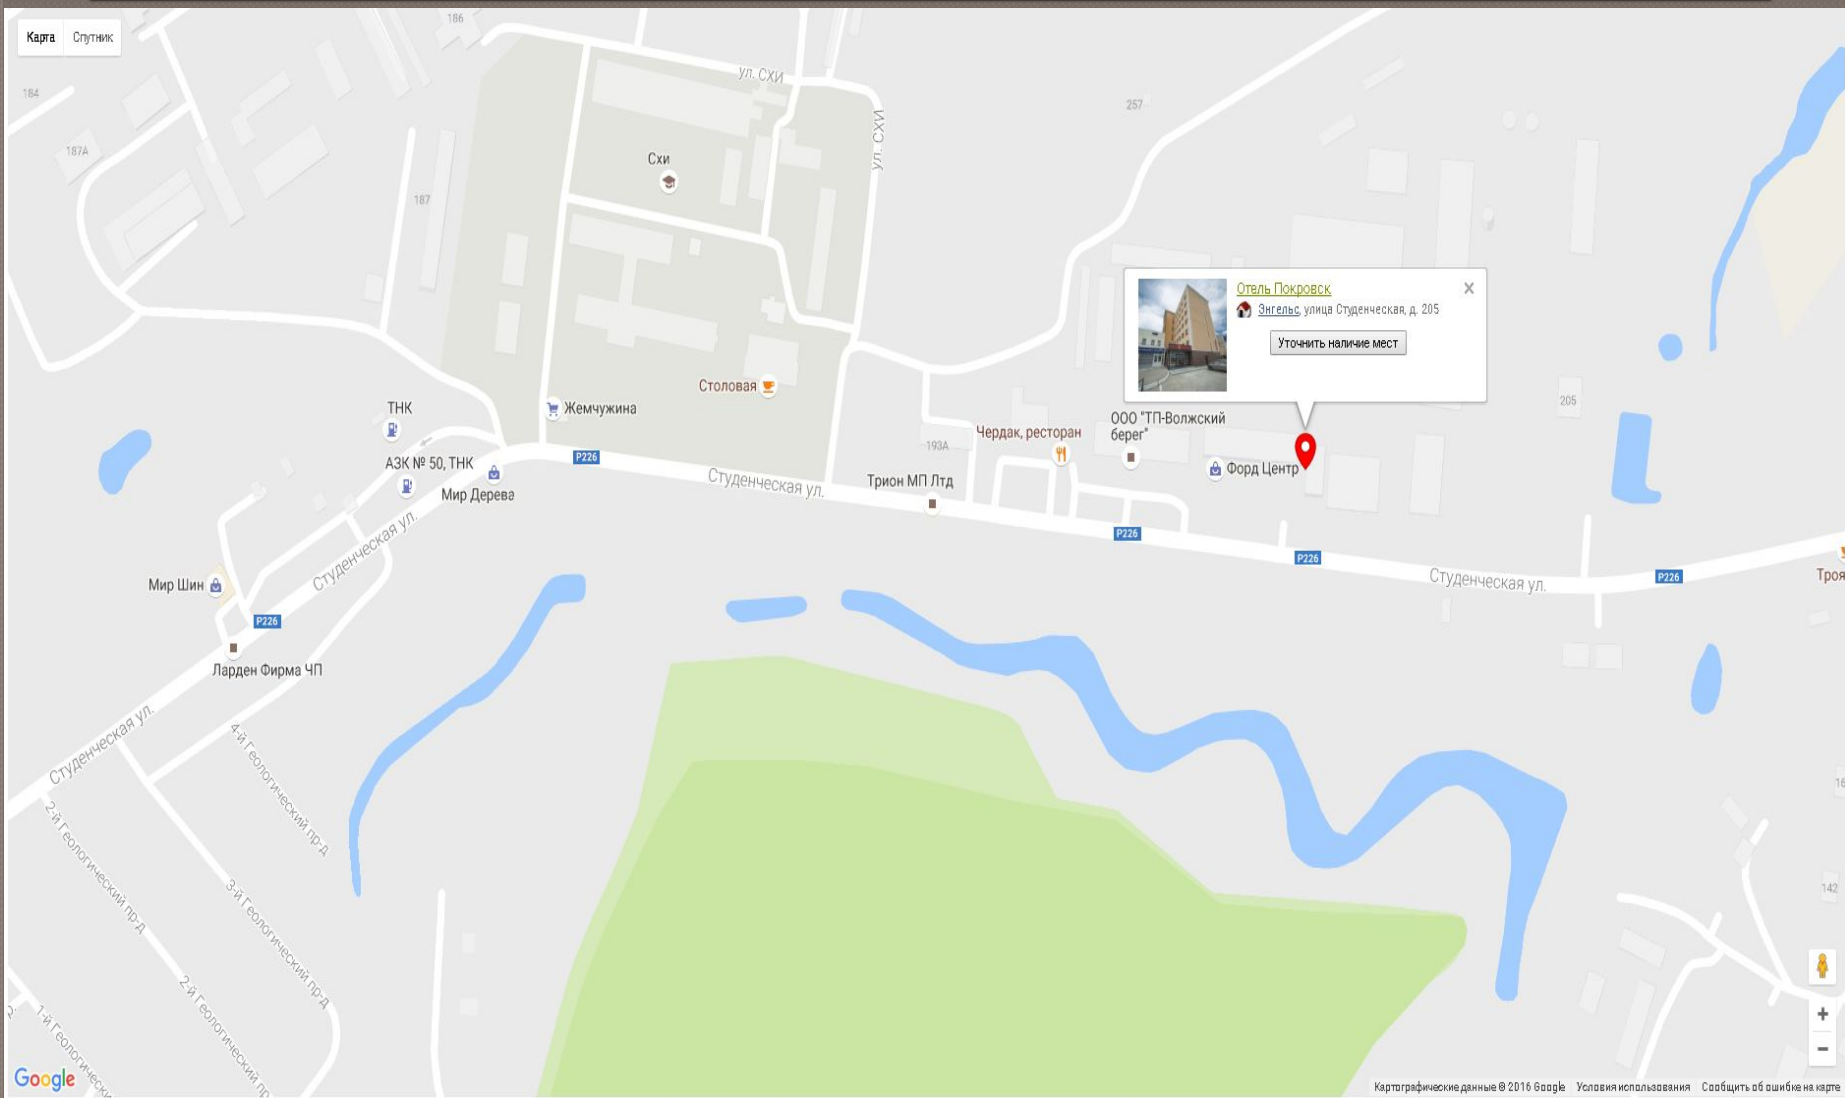 Карта Спутник
186
184
187А
187
ул. СХИ
ул. СХИ
257
Схи
Отель Покровск
Энгельс, улица Студенческая, д. 205
Уточнить наличие мест
Столовая
Жемчужина
ТНК
АЗК № 50, ТНК
Мир Дерева
Р226
Студенческая ул.
193А
Трион МП Лтд
Чердак, ресторан
ООО "ТП-Волжский
берег"
Форд Центр
205
Р226
Р226
Студенческая ул.
Р226
Троя
Студенческая ул.
Мир Шин
Р226
Ларден Фирма ЧП
Студенческая ул.
4-й Геологический пр-д
2-й Геологический пр-д
3-й Геологический пр-д
2-й Геологический пр-д
1-й Геологический
16
142
Google
Картографические данные © 2016 Google Условия использования Сообщить об ошибке на карте